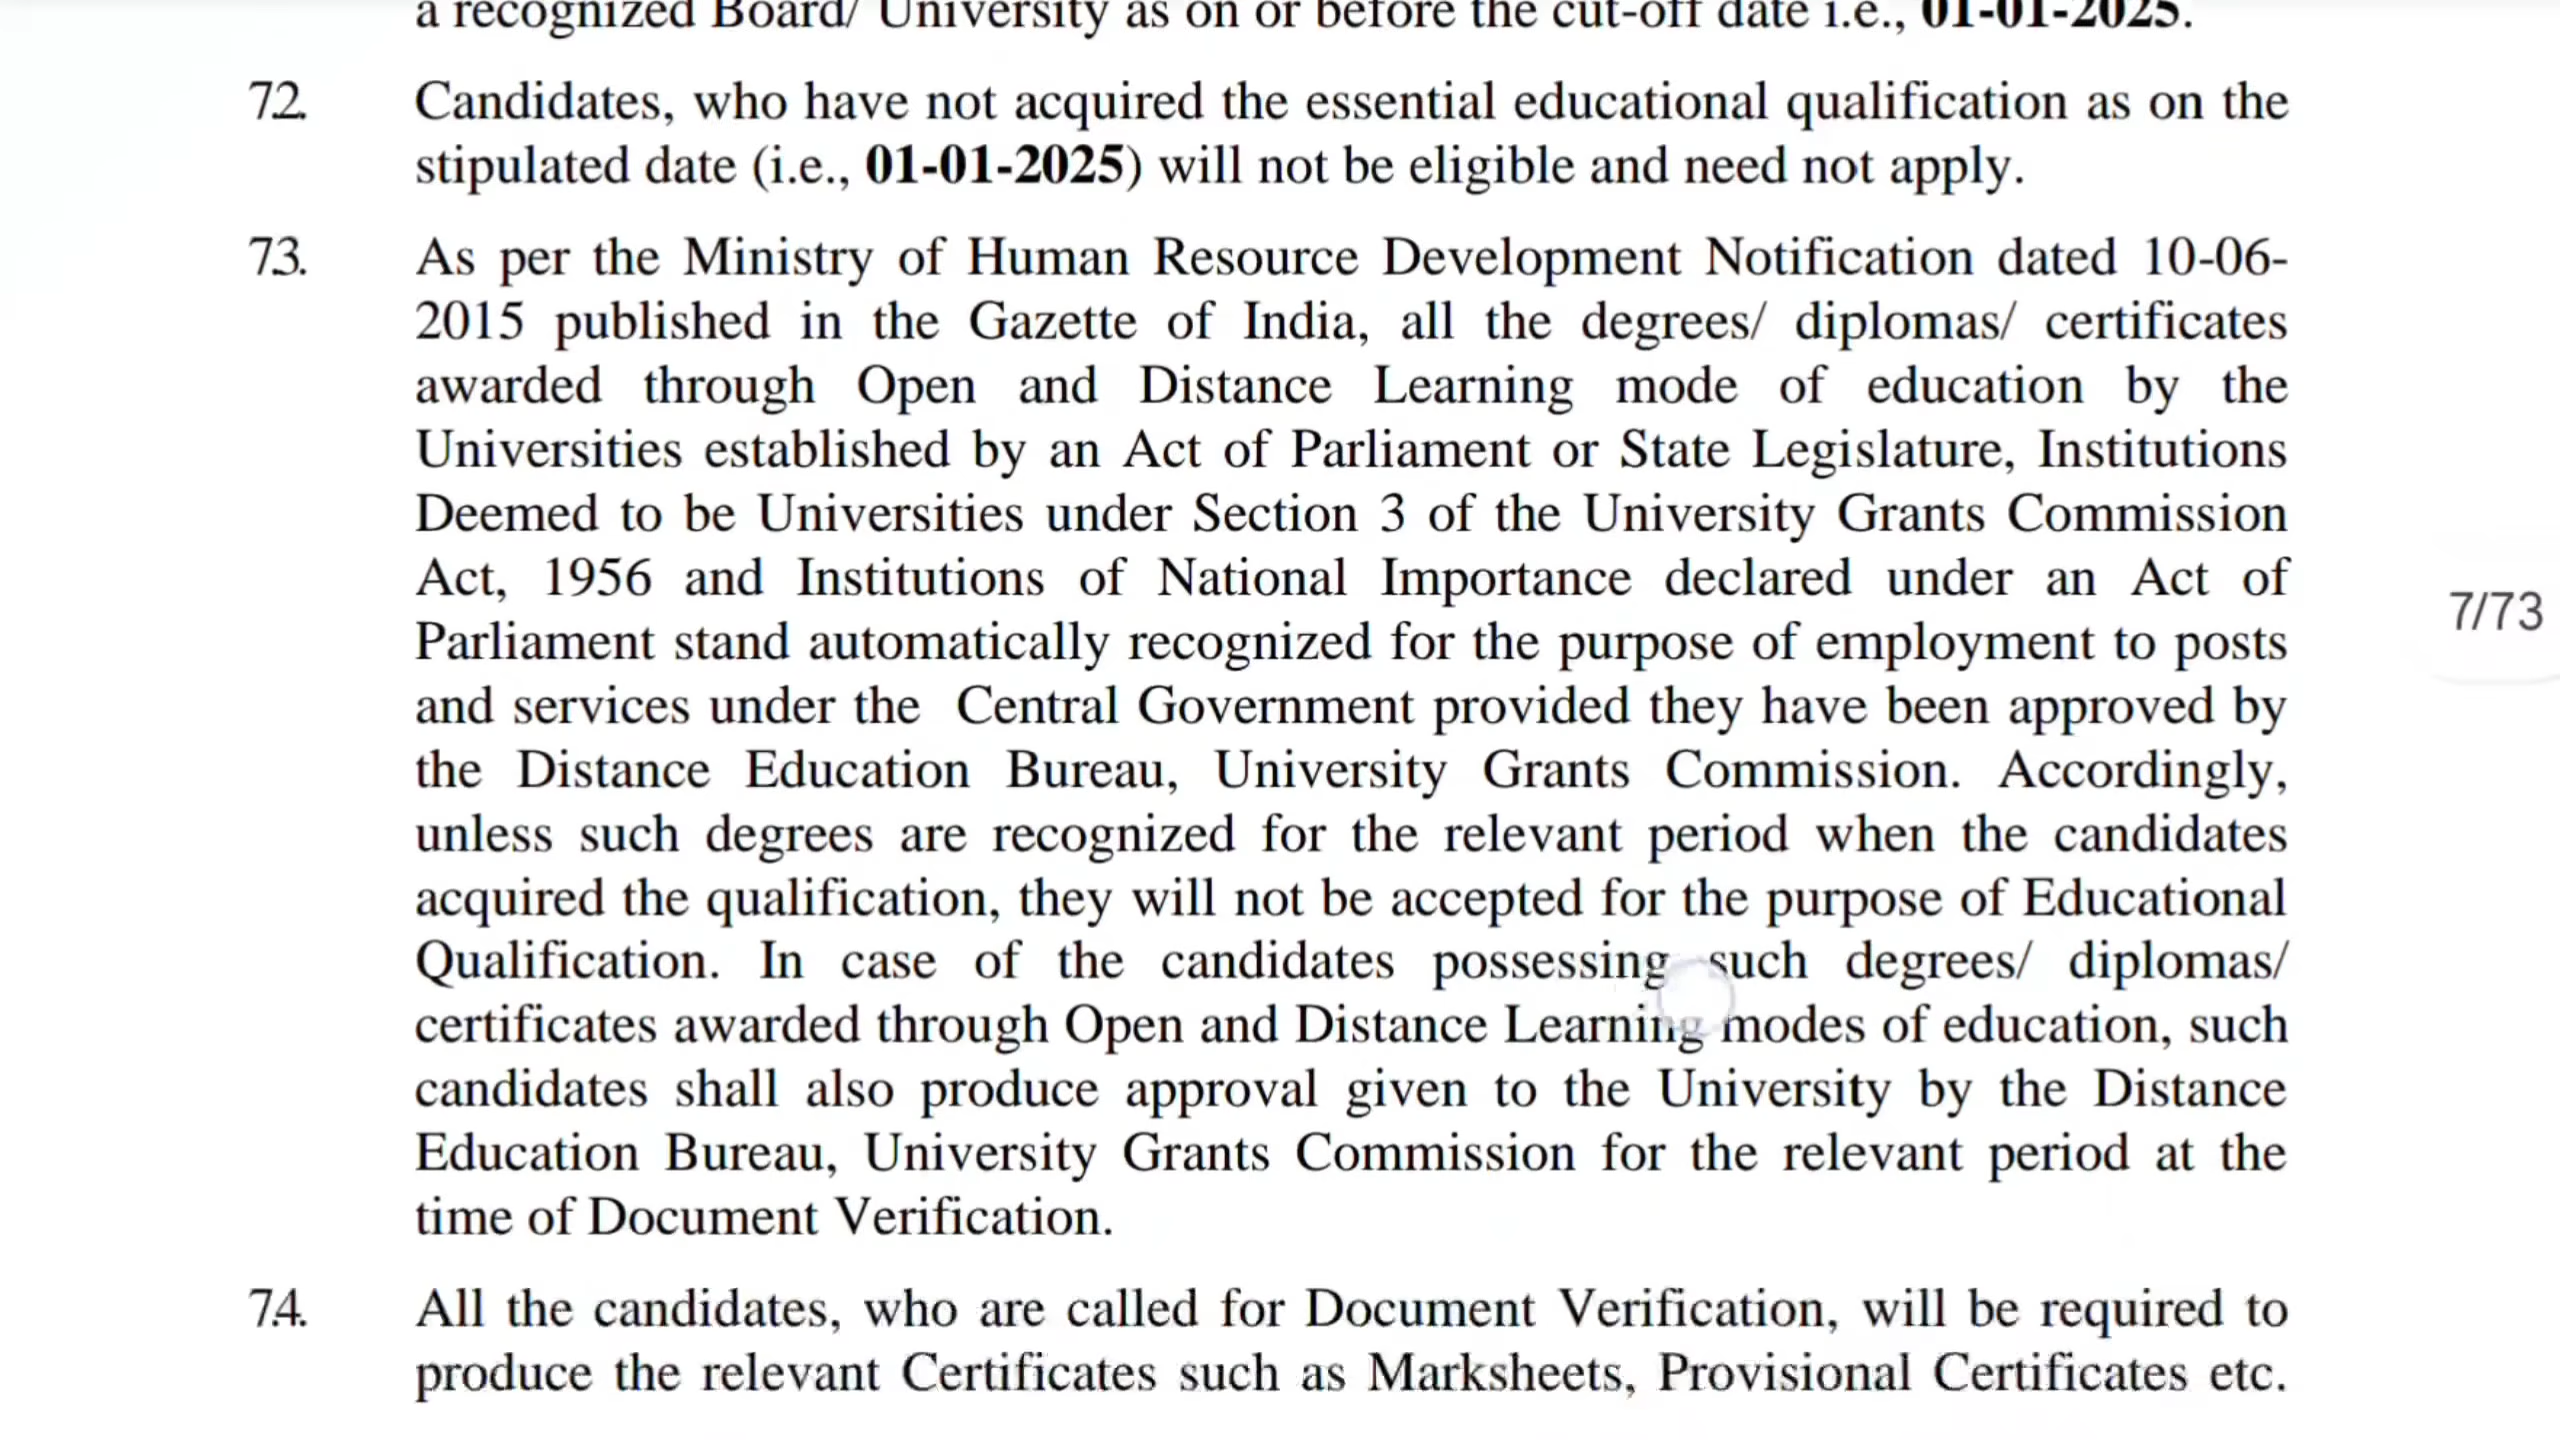 a recognized Board/ University as on or before the cut-off date i.e., 01-01-2025.
72. Candidates, who have not acquired the essential educational qualification as on the
stipulated date (i.e., 01-01-2025) will not be eligible and need not apply.
73. As per the Ministry of Human Resource Development Notification dated 10-06-
2015 published in the Gazette of India, all the degrees/ diplomas/ certificates
awarded through Open and Distance Learning mode of education by the
Universities established by an Act of Parliament or State Legislature, Institutions
Deemed to be Universities under Section 3 of the University Grants Commission
Act, 1956 and Institutions of National Importance declared under an Act of
7/73
Parliament stand automatically recognized for the purpose of employment to posts
and services under the Central Government provided they have been approved by
the Distance Education Bureau, University Grants Commission. Accordingly,
unless such degrees are recognized for the relevant period when the candidates
acquired the qualification, they will not be accepted for the purpose of Educational
Qualification. In case of the candidates possessing such degrees/ diplomas/
certificates awarded through Open and Distance Learning modes of education, such
candidates shall also produce approval given to the University by the Distance
Education Bureau, University Grants Commission for the relevant period at the
time of Document Verification.
74. All the candidates, who are called for Document Verification, will be required to
produce the relevant Certificates such as Marksheets, Provisional Certificates etc.